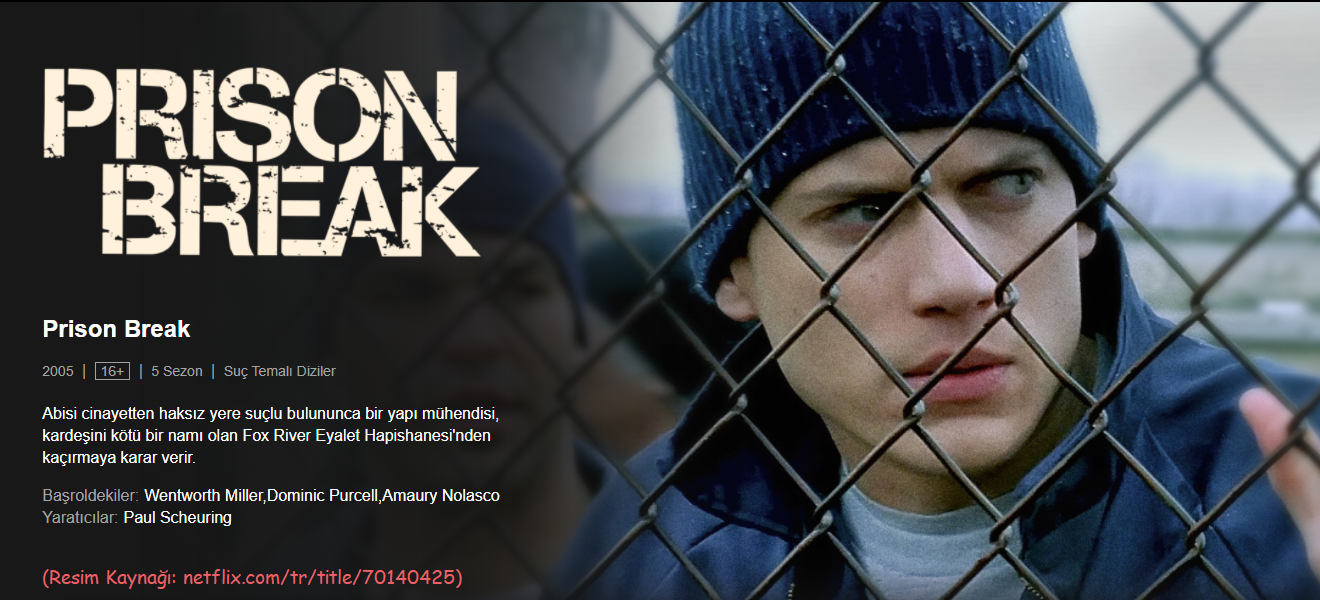 PRISON
BREAK
Prison Break
2005 | 16+ | 5 Sezon | Suç Temalı Diziler
Abisi cinayetten haksız yere suçlu bulununca bir yapı mühendisi,
kardeşini kötü bir namı olan Fox River Eyalet Hapishanesi'nden
kaçırmaya karar verir.
Başroldekiler: Wentworth Miller,Dominic Purcell,Amaury Nolasco
Yaratıcılar: Paul Scheuring
(Resim Kaynağı: netflix.com/tr/title/70140425)